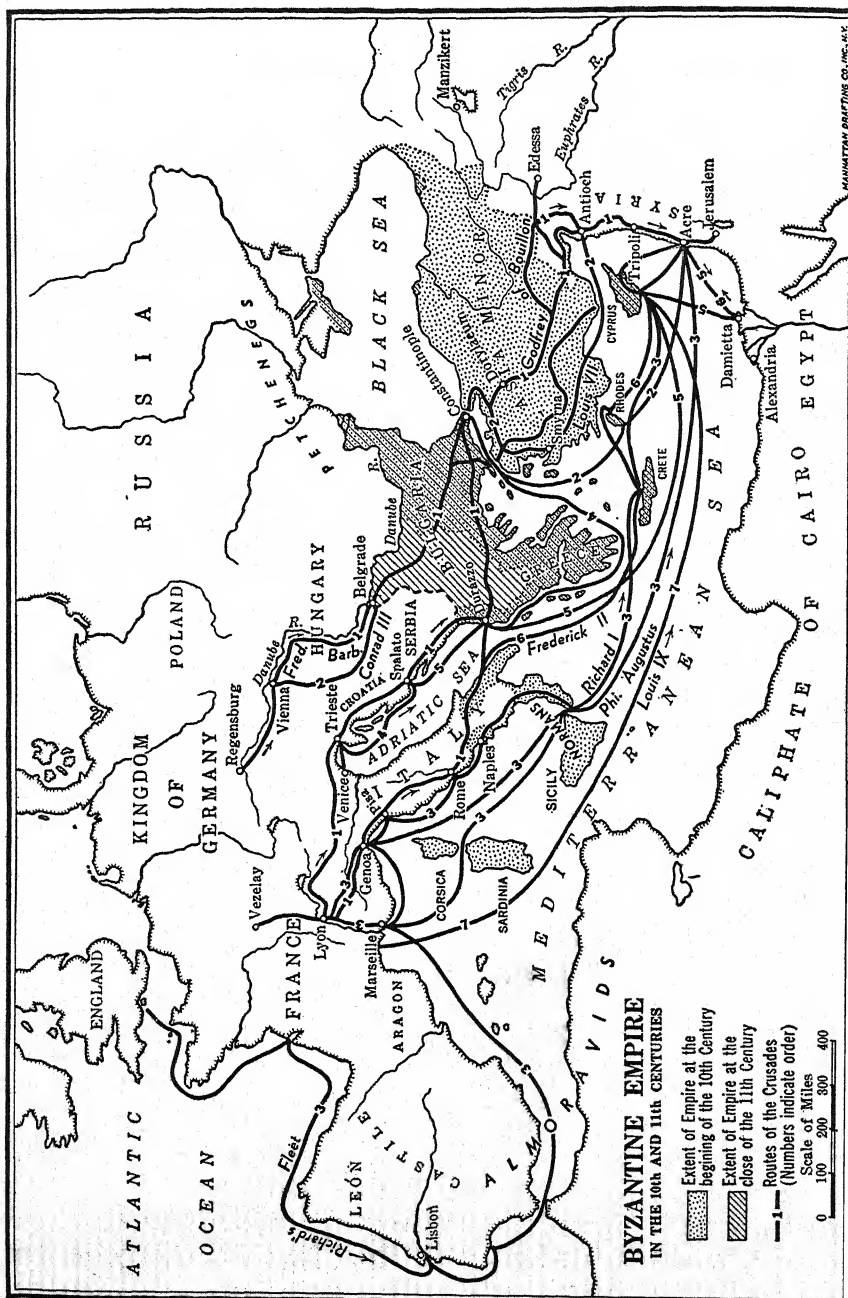 BYZANTINE EMPIRE
IN THE 10th AND 11th CENTURIES
Extent of Empire at the
begining of the 10th Century
Extent of Empire at the
close of the 11th Century
1
Routes of the Crusades
(Numbers indicate order)
Scale of Miles
0 100 200 300 400
MANHATTAN DRAFTING CO., INC., N.Y.
ATLANTIC
OCEAN
ENGLAND
KINGDOM
OF
GERMANY
POLAND
RUSSIA
PETCHENEGS
BLACK SEA
Regensburg
Danube R.
Vienna
HUNGARY
Fred. Barb.
Conrad III
Belgrade
Danube R.
BULGARIA
Constantinople
Manzikert
Tigris R.
Euphrates R.
Edessa
Vezelay
FRANCE
Lyon
Marseille
Genoa
Pisa
Venice
Trieste
CROATIA
Spalato
SERBIA
ADRIATIC SEA
ITALY
Rome
Naples
Durazzo
GREECE
ASIA MINOR
Doryleum
Godfrey o. Bouillon
Smyrna
Louis VII
Antioch
SYRIA
Tripoli
Acre
Jerusalem
CYPRUS
RHODES
CRETE
CORSICA
SARDINIA
SICILY
NORMANS
Frederick II
Richard I
Phi. Augustus
Louis IX
ARAGON
LEÓN
CASTILE
Lisbon
Richard's Fleet
ALMORAVIDS
MEDITERRANEAN SEA
Damietta
Alexandria
CALIPHATE OF CAIRO EGYPT